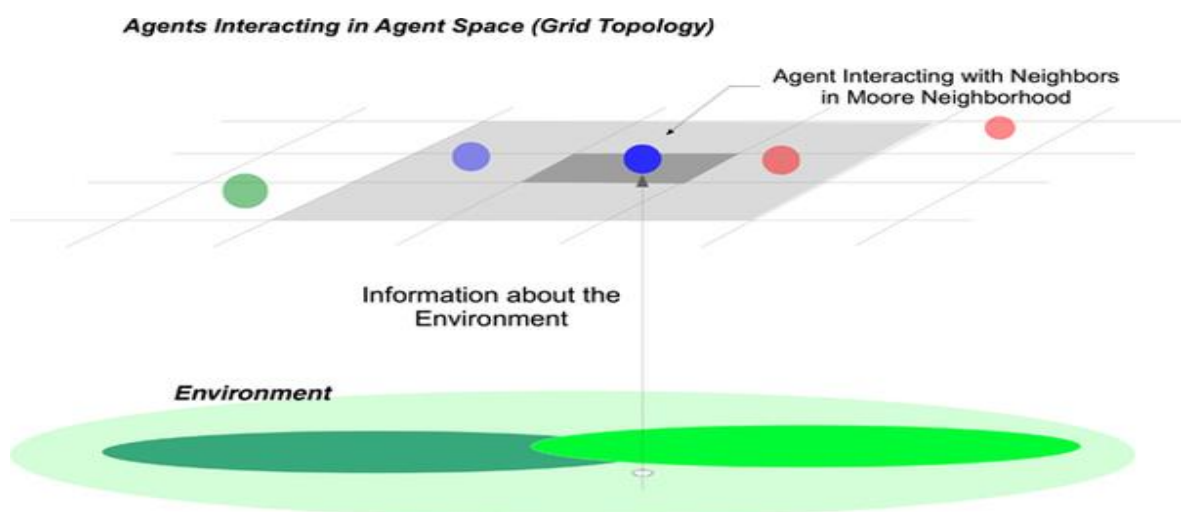 Agents Interacting in Agent Space (Grid Topology)
Agent Interacting with Neighbors
in Moore Neighborhood
Information about the
Environment
Environment